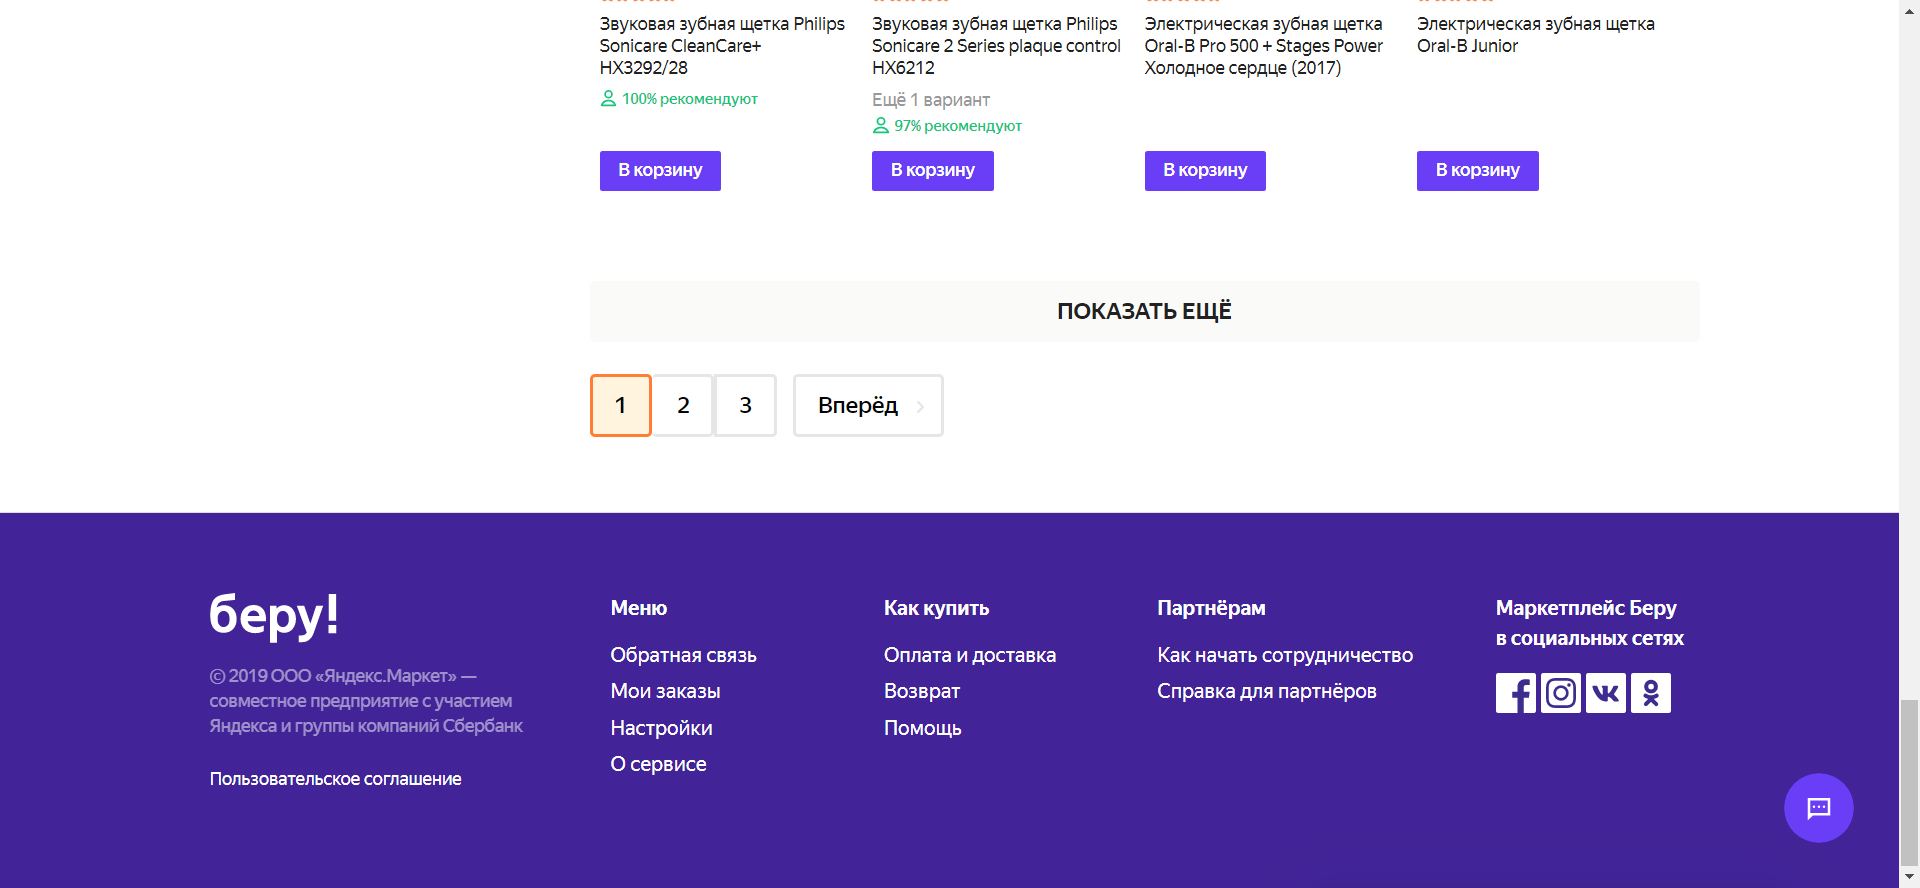 Звуковая зубная щетка Philips
Sonicare CleanCare+
HX3292/28
100% рекомендуют
В корзину
Звуковая зубная щетка Philips
Sonicare 2 Series plaque control
HX6212
Ещё 1 вариант
97% рекомендуют
В корзину
Электрическая зубная щетка
Oral-B Pro 500 + Stages Power
Холодное сердце (2017)
В корзину
Электрическая зубная щетка
Oral-B Junior
В корзину
ПОКАЗАТЬ ЕЩЁ
1 2 3 Вперёд
беру!
© 2019 ООО «Яндекс.Маркет» —
совместное предприятие с участием
Яндекса и группы компаний Сбербанк
Пользовательское соглашение
Меню
Обратная связь
Мои заказы
Настройки
О сервисе
Как купить
Оплата и доставка
Возврат
Помощь
Партнёрам
Как начать сотрудничество
Справка для партнёров
Маркетплейс Беру
в социальных сетях